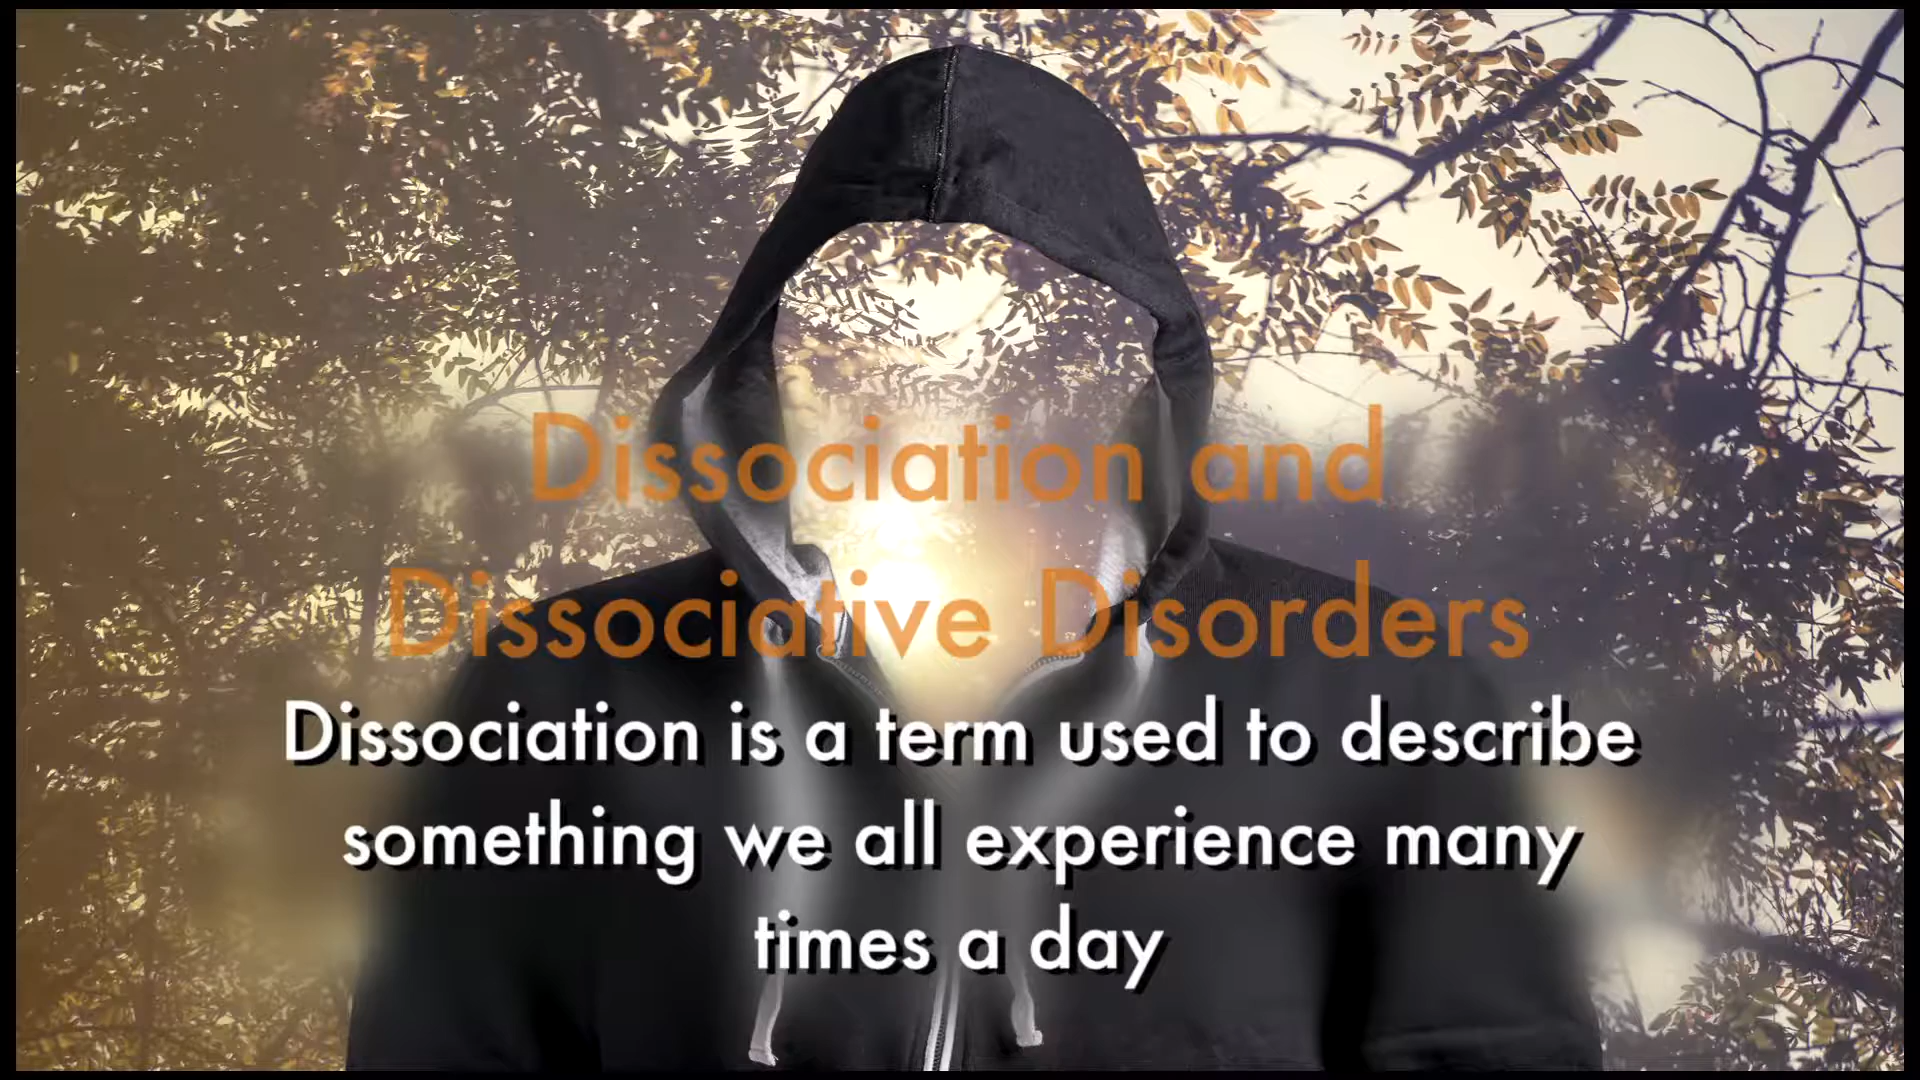 Dissociation and
Dissociative Disorders
Dissociation is a term used to describe
something we all experience many
times a day